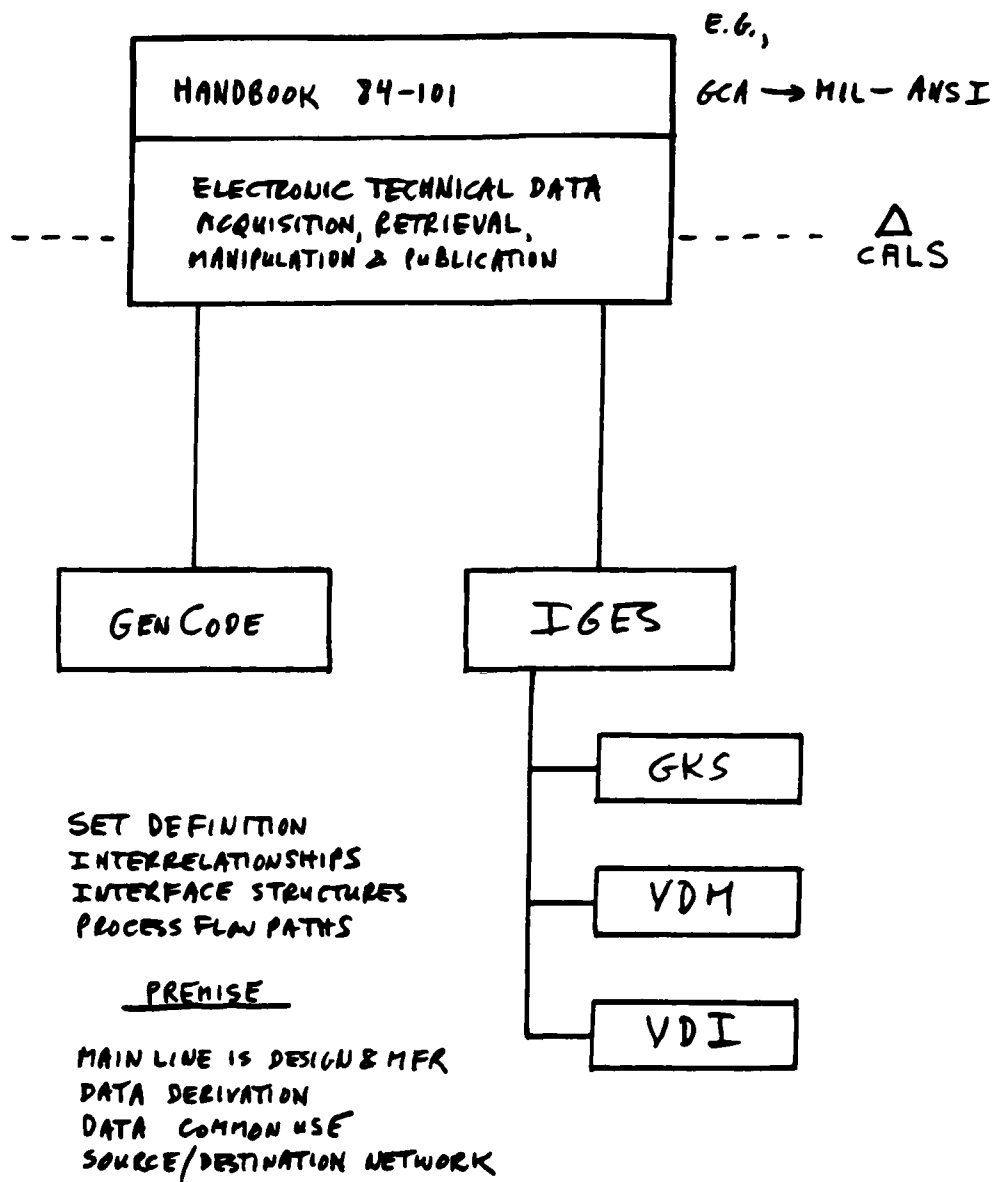 E.G.,
HANDBOOK 84-101
GCA → MIL - ANSI
ELECTRONIC TECHNICAL DATA
ACQUISITION, RETRIEVAL,
MANIPULATION & PUBLICATION
Δ
CALS
GENCODE
IGES
GKS
VDM
VDI
SET DEFINITION
INTERRELATIONSHIPS
INTERFACE STRUCTURES
PROCESS FLOW PATHS
PREMISE
MAIN LINE IS DESIGN & MFR
DATA DERIVATION
DATA COMMON USE
SOURCE/DESTINATION NETWORK